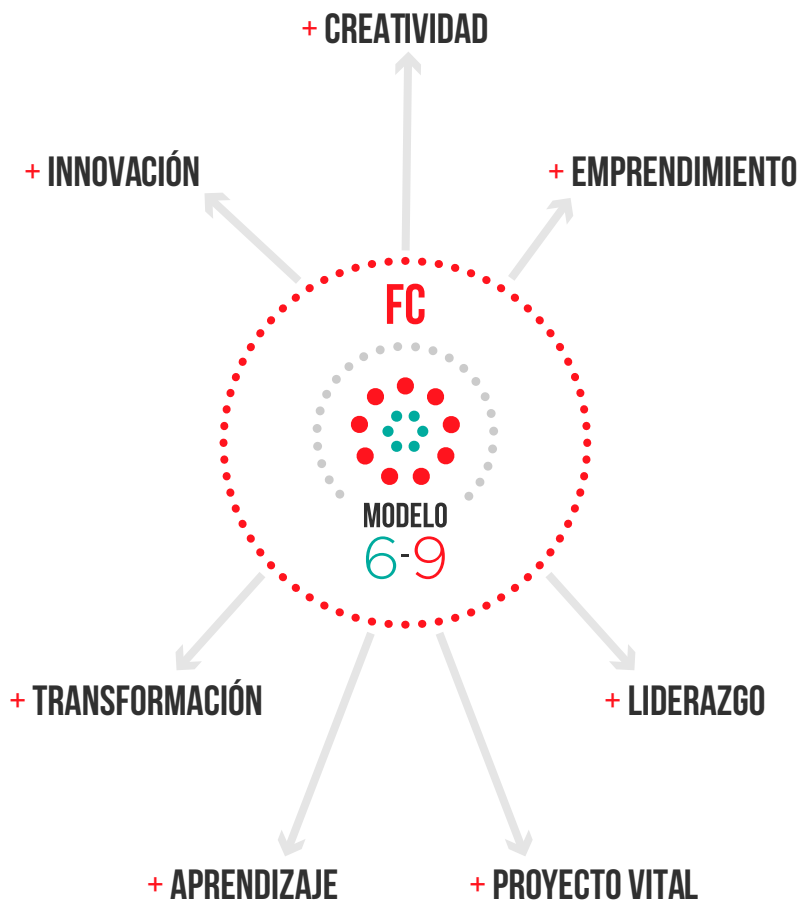 + CREATIVIDAD
+ INNOVACIÓN
+ EMPRENDIMIENTO
FC
MODELO
6-9
+ TRANSFORMACIÓN
+ LIDERAZGO
+ APRENDIZAJE
+ PROYECTO VITAL